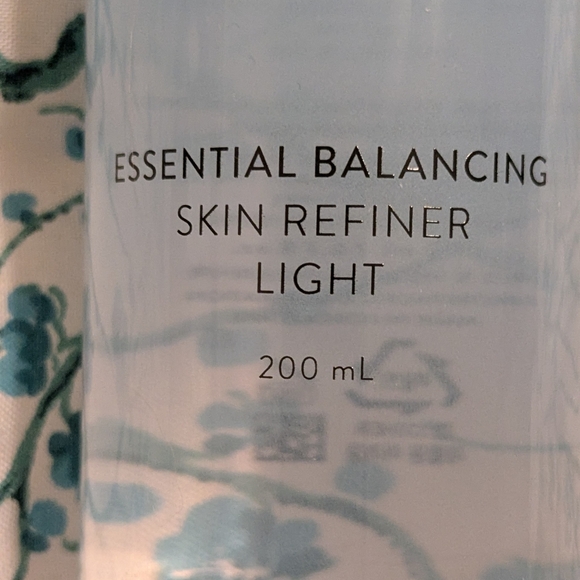 ESSENTIAL BALANCING
SKIN REFINER
LIGHT
200 mL